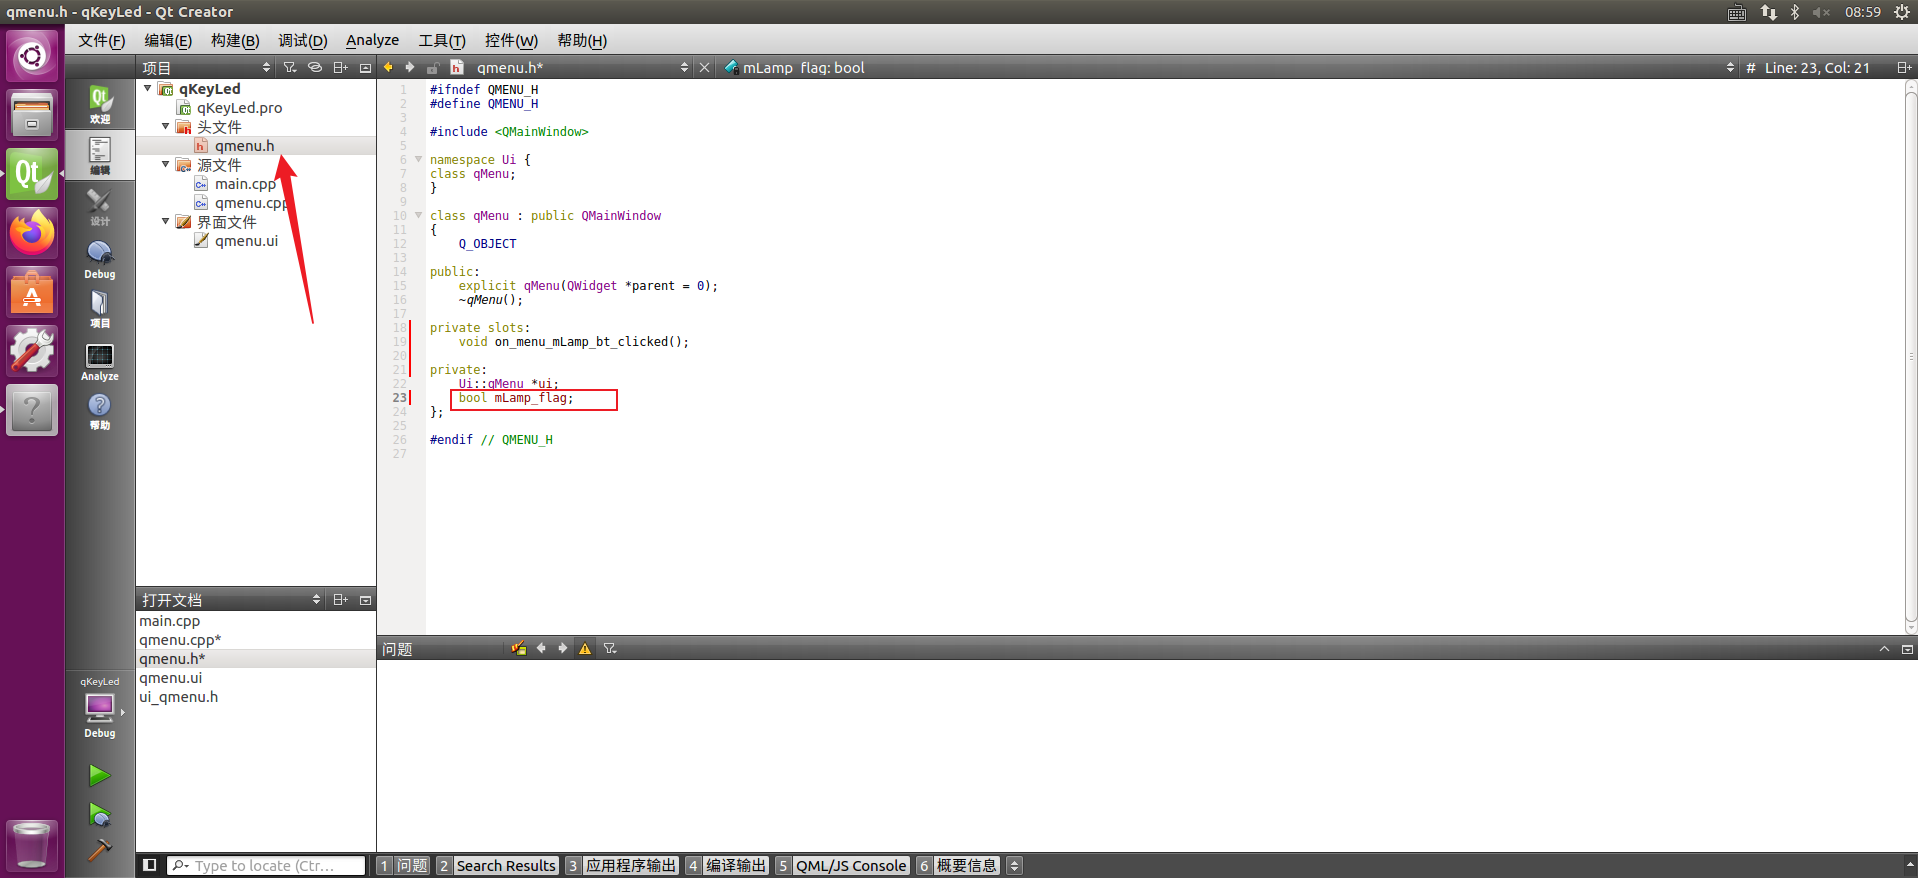 qmenu.h - qKeyLed - Qt Creator
08:59
文件(F) 编辑(E) 构建(B) 调试(D) Analyze 工具(T) 控件(W) 帮助(H)
项目
qmenu.h*
mLamp_flag: bool
# Line: 23, Col: 21
欢迎
编辑
设计
Debug
项目
Analyze
帮助
qKeyLed
qKeyLed.pro
头文件
qmenu.h
源文件
main.cpp
qmenu.cpp
界面文件
qmenu.ui
1 #ifndef QMENU_H
2 #define QMENU_H
3
4 #include <QMainWindow>
5
6 namespace Ui {
7 class qMenu;
8 }
9
10 class qMenu : public QMainWindow
11 {
12     Q_OBJECT
13
14 public:
15     explicit qMenu(QWidget *parent = 0);
16     ~qMenu();
17
18 private slots:
19     void on_menu_mLamp_bt_clicked();
20
21 private:
22     Ui::qMenu *ui;
23     bool mLamp_flag;
24 };
25
26 #endif // QMENU_H
27
打开文档
main.cpp
qmenu.cpp*
qmenu.h*
qmenu.ui
ui_qmenu.h
问题
qKeyLed
Debug
Type to locate (Ctr...
1 问题 2 Search Results 3 应用程序输出 4 编译输出 5 QML/JS Console 6 概要信息